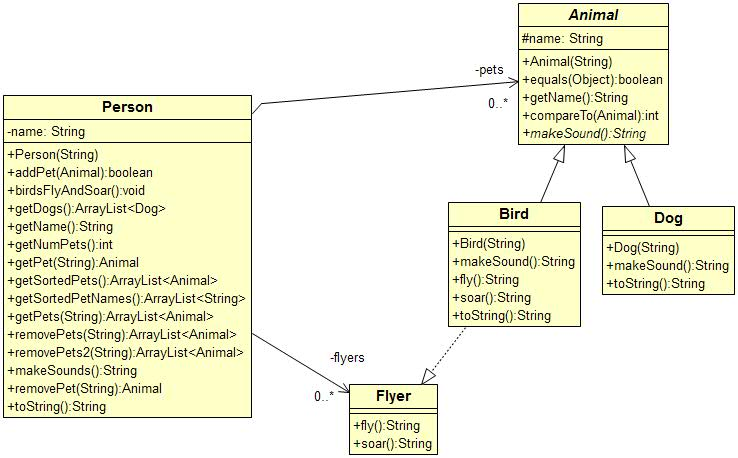 Animal
#name: String
+Animal(String)
+equals(Object):boolean
+getName():String
+compareTo(Animal):int
+makeSound():String
-pets
0..*
Person
-name: String
+Person(String)
+addPet(Animal):boolean
+birdsFlyAndSoar():void
+getDogs():ArrayList<Dog>
+getName():String
+getNumPets():int
+getPet(String):Animal
+getSortedPets():ArrayList<Animal>
+getSortedPetNames():ArrayList<String>
+getPets(String):ArrayList<Animal>
+removePets(String):ArrayList<Animal>
+removePets2(String):ArrayList<Animal>
+makeSounds():String
+removePet(String):Animal
+toString():String
Bird
+Bird(String)
+makeSound():String
+fly():String
+soar():String
+toString():String
Dog
+Dog(String)
+makeSound():String
+toString():String
-flyers
0..*
Flyer
+fly():String
+soar():String